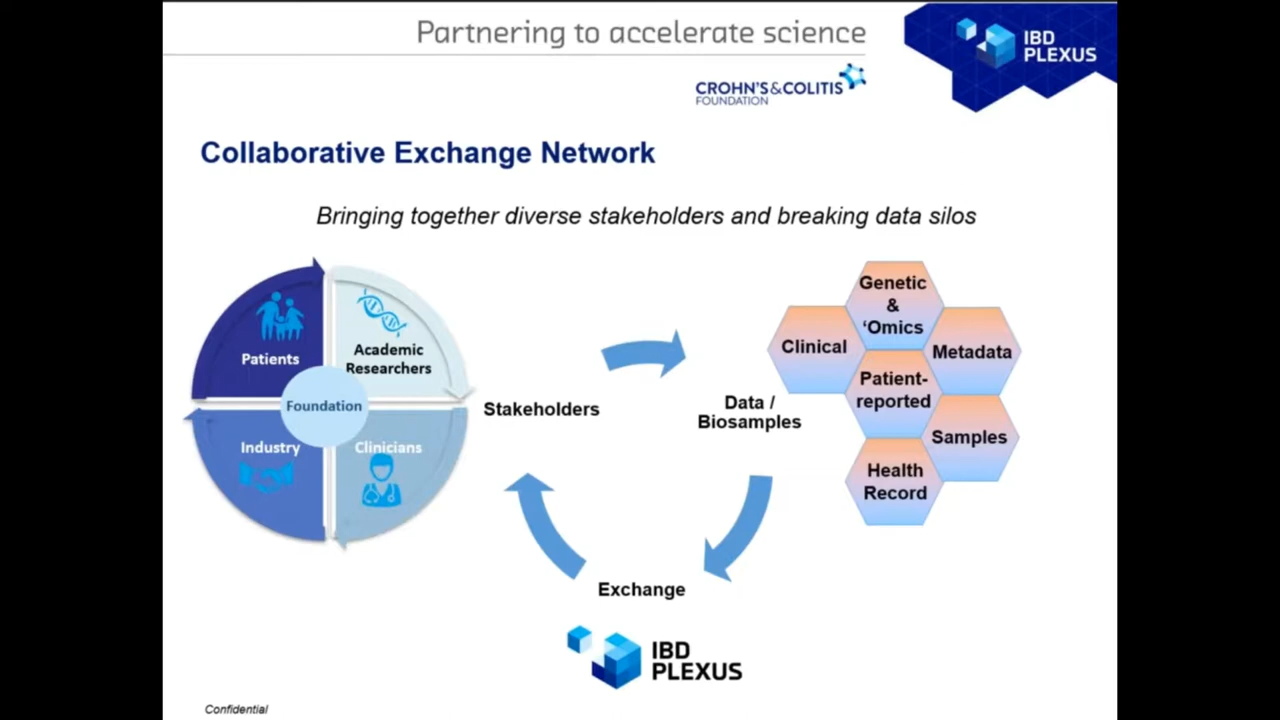 Partnering to accelerate science
IBD
PLEXUS
CROHN'S&COLITIS
FOUNDATION
Collaborative Exchange Network
Bringing together diverse stakeholders and breaking data silos
Patients
Academic
Researchers
Foundation
Industry
Clinicians
Stakeholders
Data /
Biosamples
Genetic
&
‘Omics
Clinical
Metadata
Patient-
reported
Samples
Health
Record
Exchange
IBD
PLEXUS
Confidential